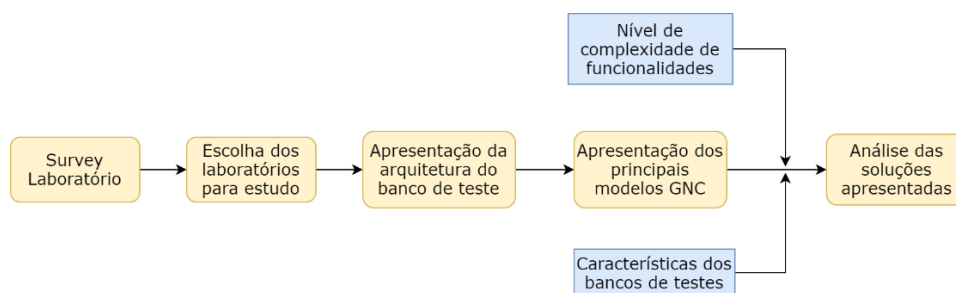 Nível de
complexidade de
funcionalidades
Survey
Laboratório
Escolha dos
laboratórios
para estudo
Apresentação da
arquitetura do
banco de teste
Apresentação dos
principais
modelos GNC
Análise das
soluções
apresentadas
Características dos
bancos de testes